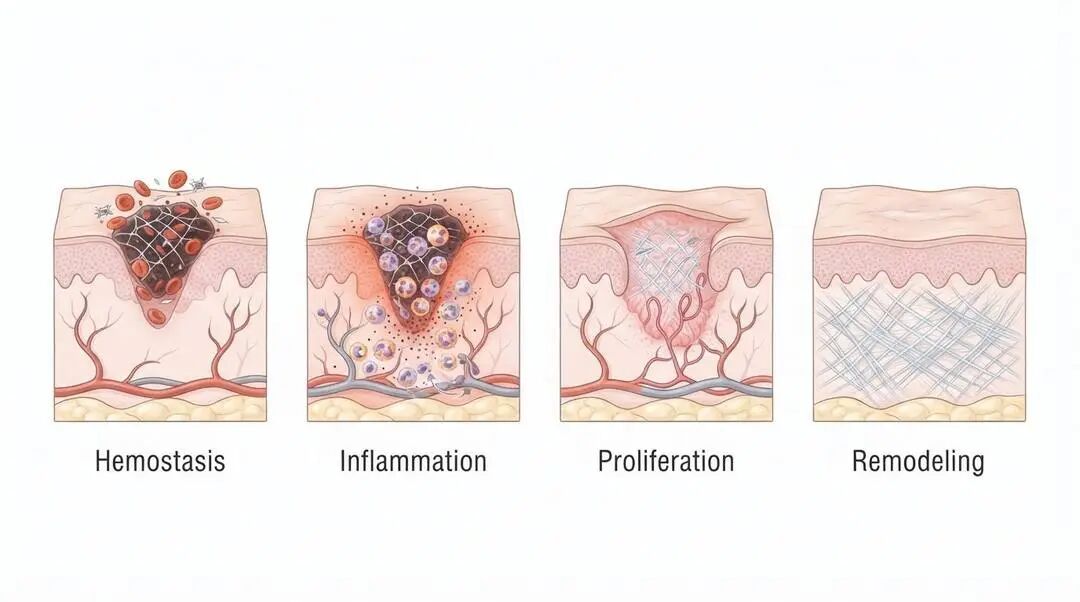 Hemostasis
Inflammation
Proliferation
Remodeling